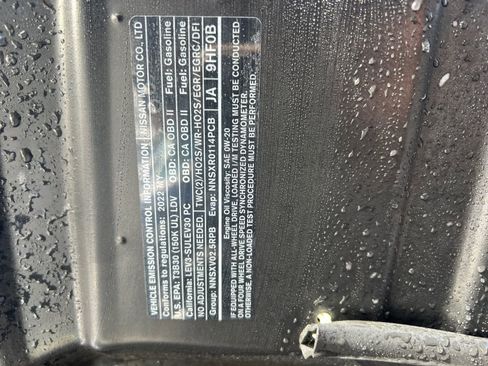 VEHICLE EMISSION CONTROL INFORMATION NISSAN MOTOR CO., LTD
Conforms to regulations: 2022 MY
U.S. EPA: T3B30 (150K UL) LDV OBD: CA OBD II Fuel: Gasoline
California: LEV3-SULEV30 PC OBD: CA OBD II Fuel: Gasoline
NO ADJUSTMENTS NEEDED. TWC(2)/HO2S/WR-HO2S/EGR/EGRC/DFI
Group: NNSXV02.5RPB Evap: NNSXR0114PCB JA 9HF0B
Engine Oil Viscosity: SAE 0W-20
IF EQUIPPED WITH ALL-WHEEL DRIVE, LOADED I/M TESTING MUST BE CONDUCTED
ON A FOUR WHEEL DRIVE SPEED SYNCHRONIZED DYNAMOMETER.
OTHERWISE, A NON-LOADED TEST PROCEDURE MUST BE PERFORMED.